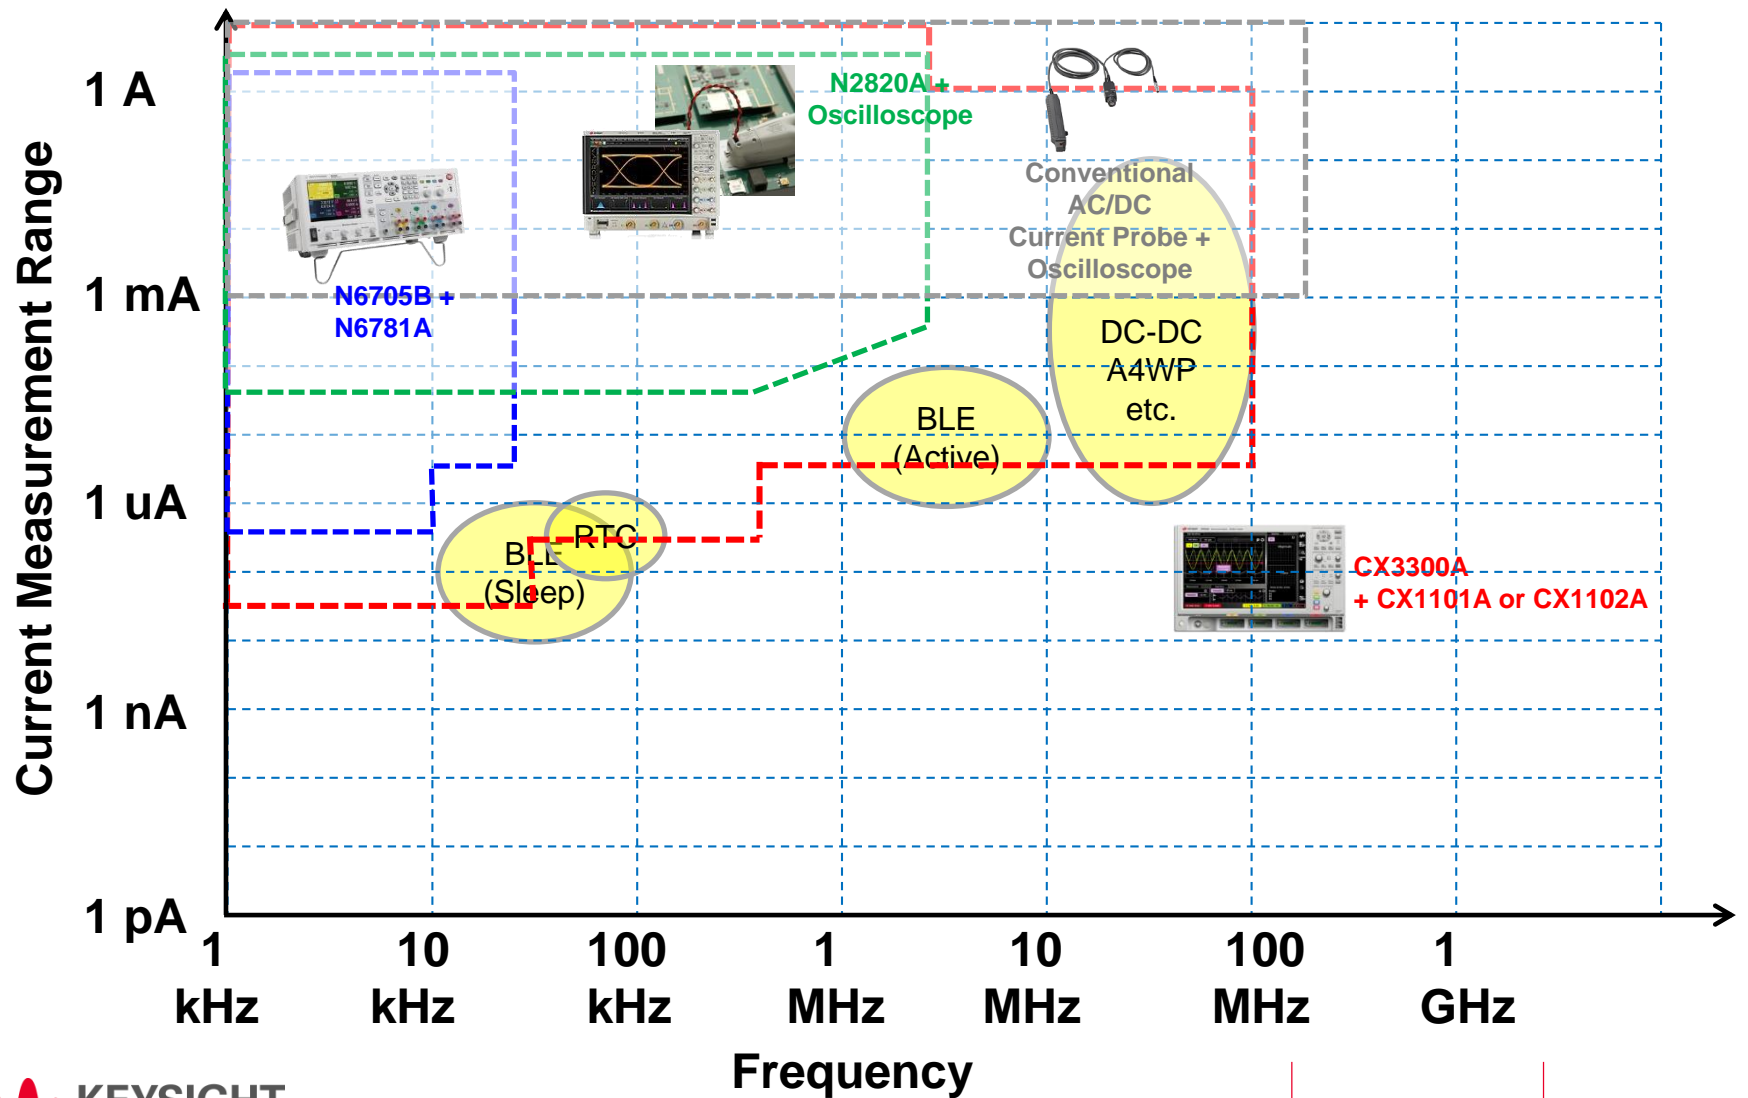 Current Measurement Range
1 A
1 mA
1 uA
1 nA
1 pA
N2820A +
Oscilloscope
Conventional
AC/DC
Current Probe +
Oscilloscope
N6705B +
N6781A
DC-DC
A4WP
etc.
BLE
(Active)
RTC
BLE
(Sleep)
CX3300A
+ CX1101A or CX1102A
1
kHz
10
kHz
100
kHz
1
MHz
10
MHz
100
MHz
1
GHz
Frequency
KEYSIGHT